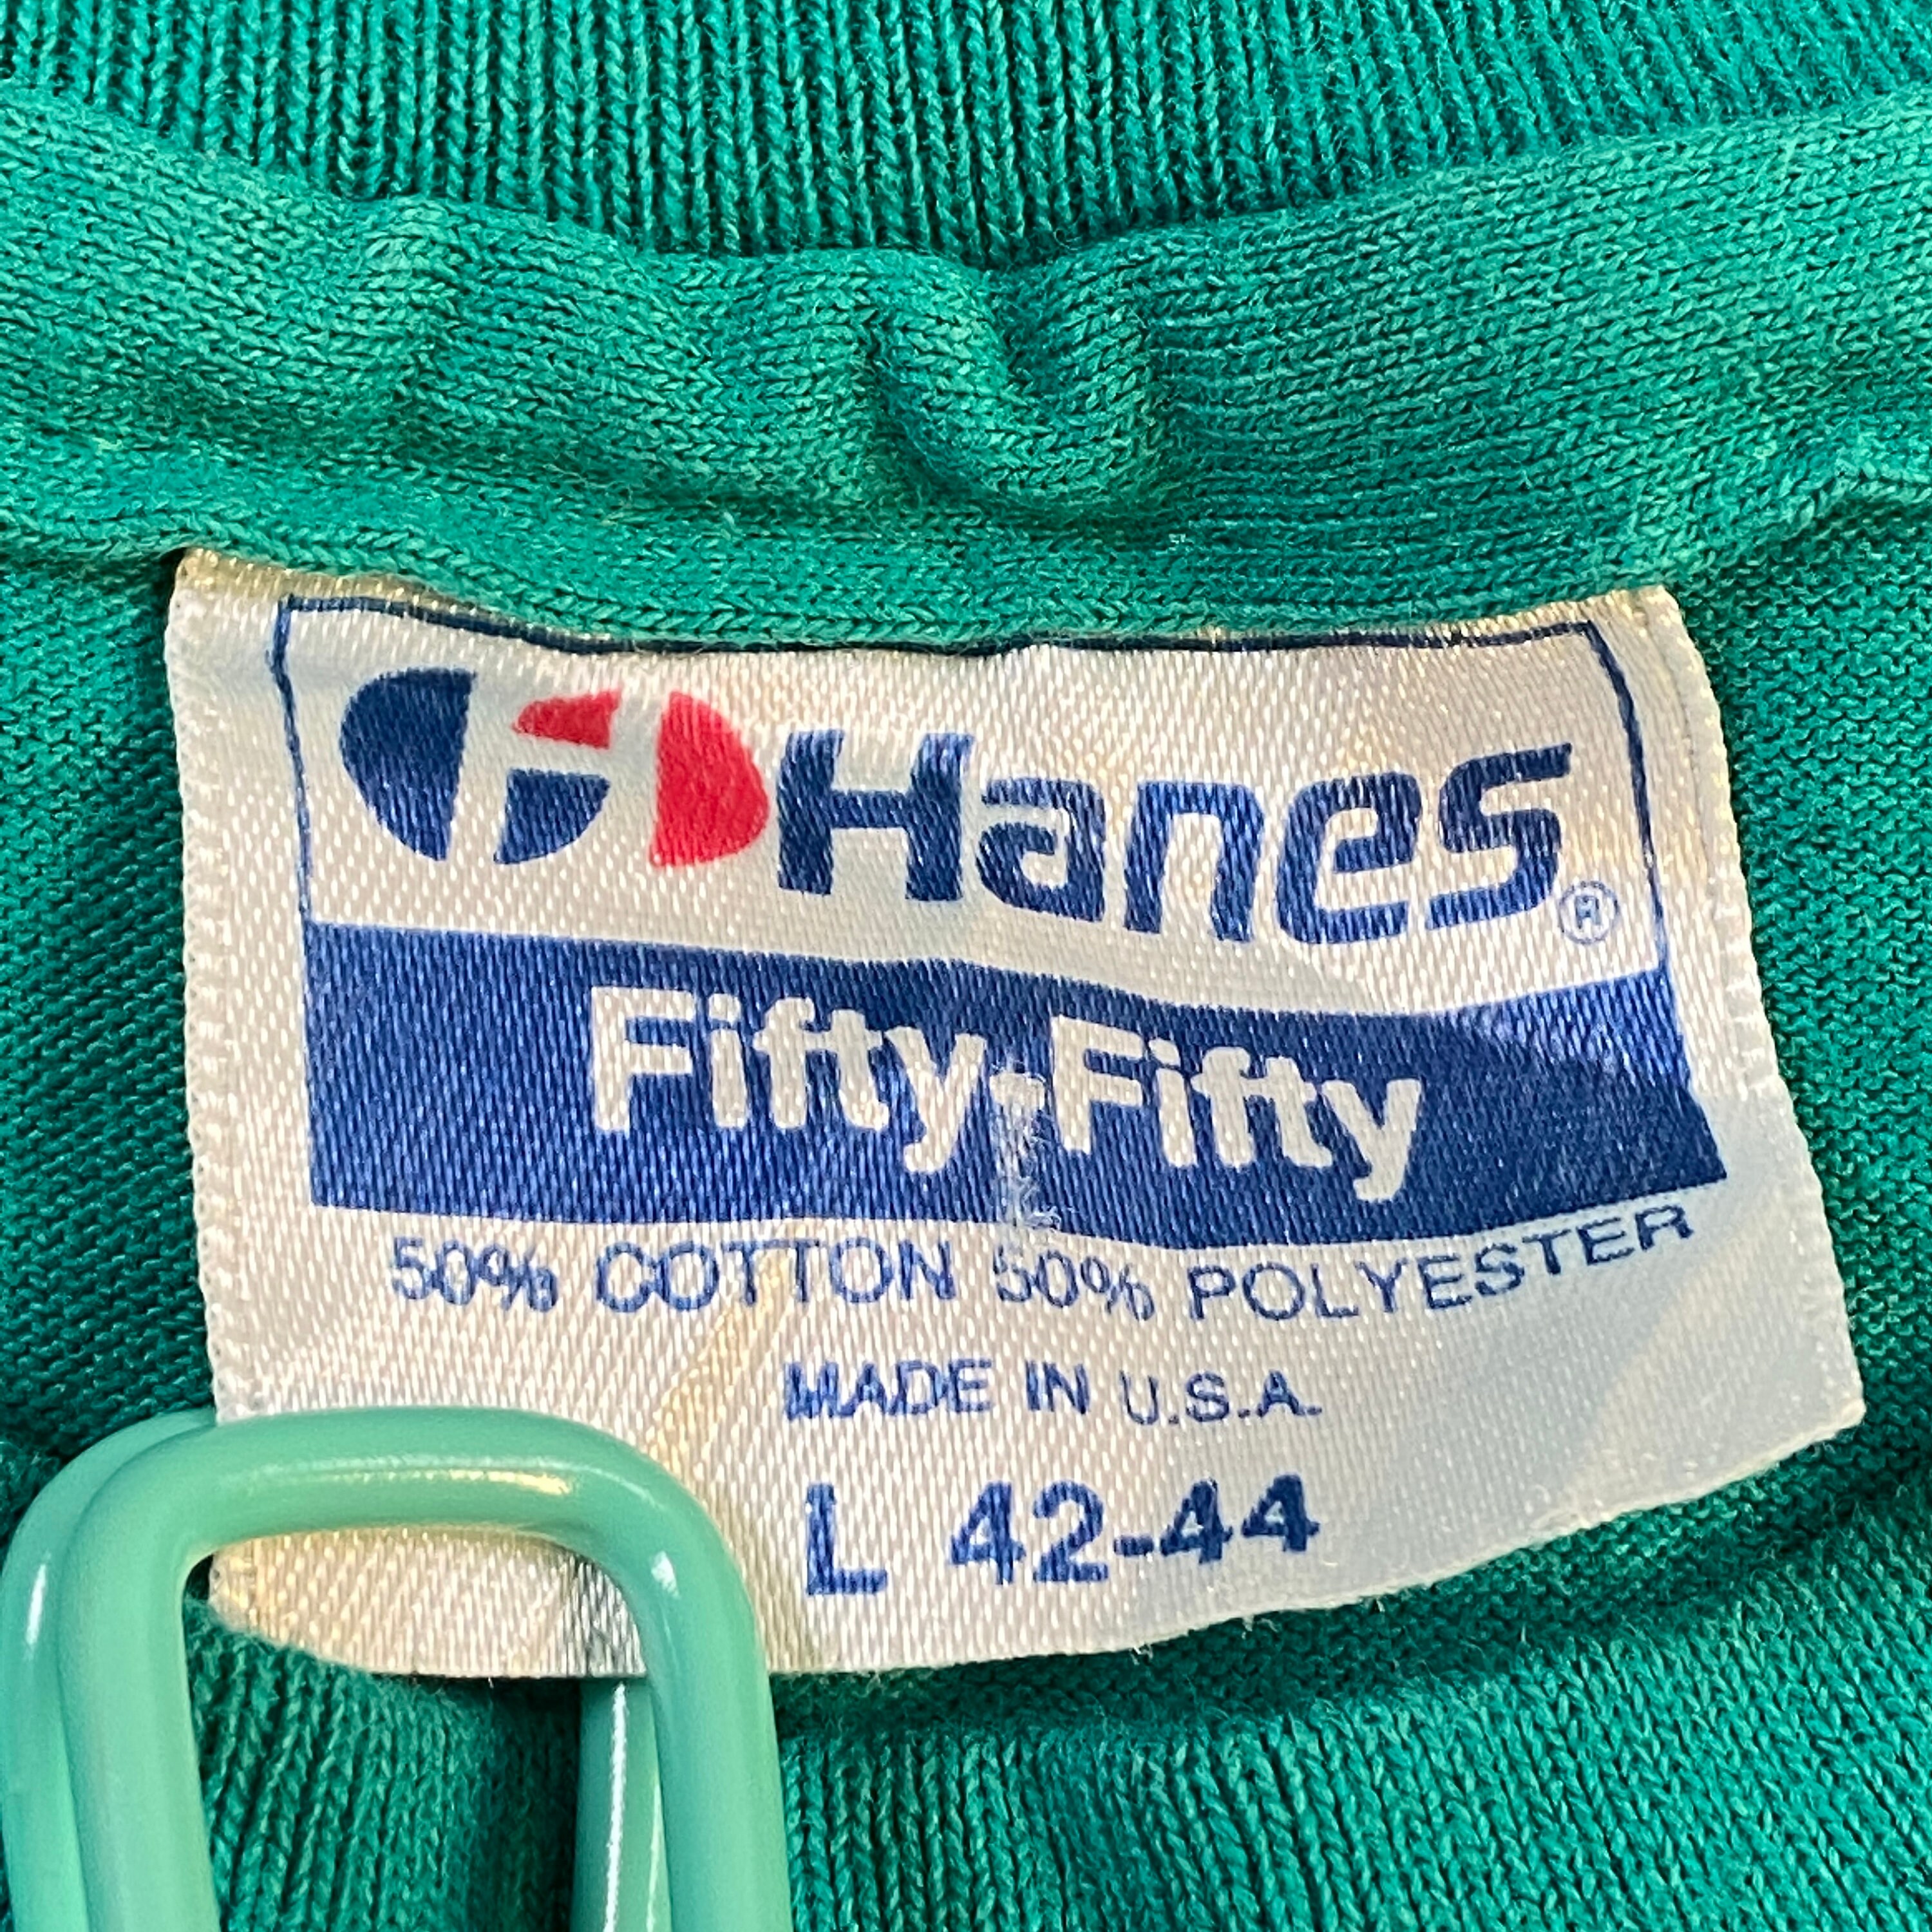 Hanes®
Fifty-Fifty
50% COTTON 50% POLYESTER
MADE IN U.S.A.
L 42-44